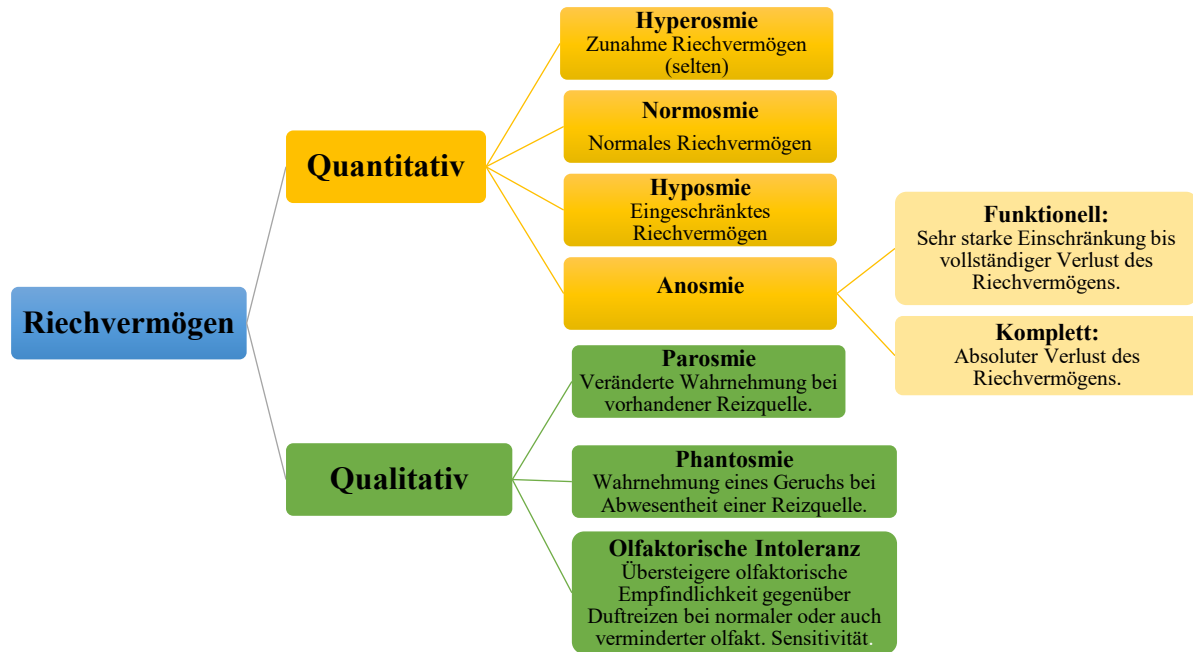 Riechvermögen
Quantitativ
Hyperosmie
Zunahme Riechvermögen
(selten)
Normosmie
Normales Riechvermögen
Hyposmie
Eingeschränktes
Riechvermögen
Anosmie
Funktionell:
Sehr starke Einschränkung bis
vollständiger Verlust des
Riechvermögens.
Komplett:
Absoluter Verlust des
Riechvermögens.
Qualitativ
Parosmie
Veränderte Wahrnehmung bei
vorhandener Reizquelle.
Phantosmie
Wahrnehmung eines Geruchs bei
Abwesentheit einer Reizquelle.
Olfaktorische Intoleranz
Übersteigere olfaktorische
Empfindlichkeit gegenüber
Duftreizen bei normaler oder auch
verminderter olfakt. Sensitivität.